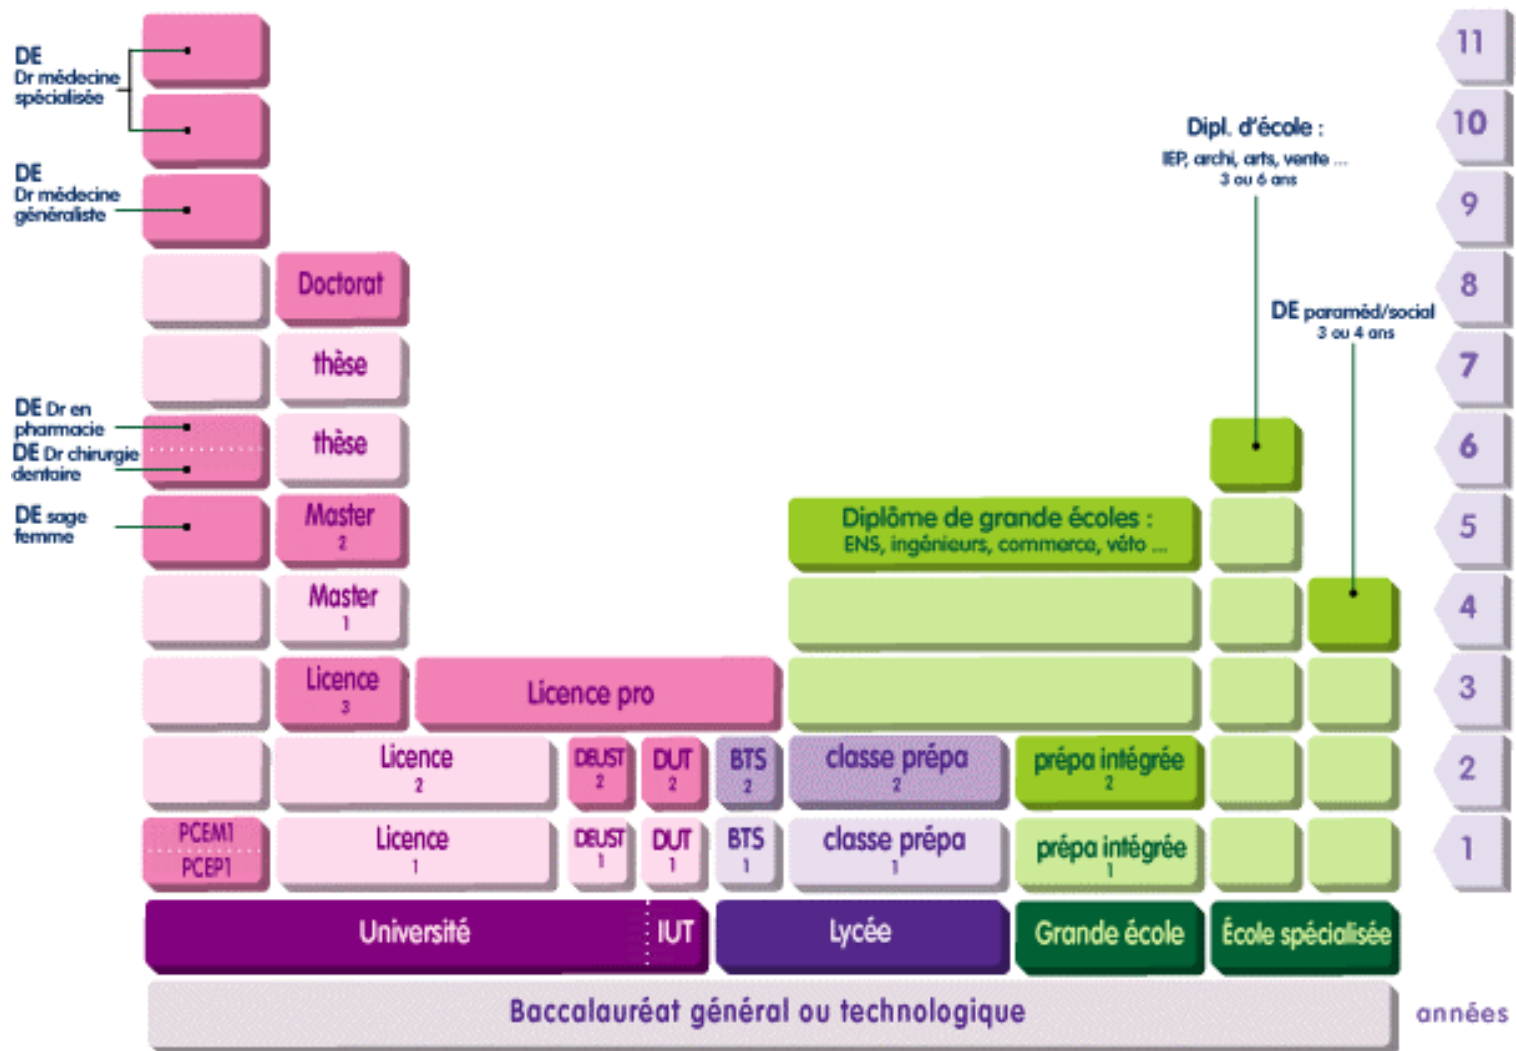 11
DE
Dr médecine
spécialisée
10
Dipl. d'école :
IEP, archi, arts, vente ...
3 ou 6 ans
DE
Dr médecine
généraliste
9
Doctorat
8
DE paraméd/social
3 ou 4 ans
thèse
7
DE Dr en
pharmacie
DE Dr chirurgie
dentaire
thèse
6
DE sage
femme
Master
2
Diplôme de grande écoles :
ENS, ingénieurs, commerce, véto ...
5
Master
1
4
Licence
3
Licence pro
3
Licence
2
DEUST
2
DUT
2
BTS
2
classe prépa
2
prépa intégrée
2
2
PCEM1
PCEP1
Licence
1
DEUST
1
DUT
1
BTS
1
classe prépa
1
prépa intégrée
1
1
Université
IUT
Lycée
Grande école
École spécialisée
Baccalauréat général ou technologique
années